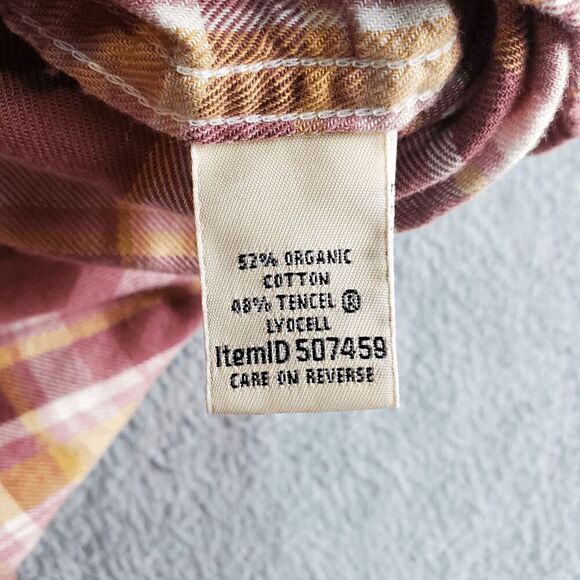 52% ORGANIC
COTTON
48% TENCEL ®
LYOCELL
ItemID 507459
CARE ON REVERSE